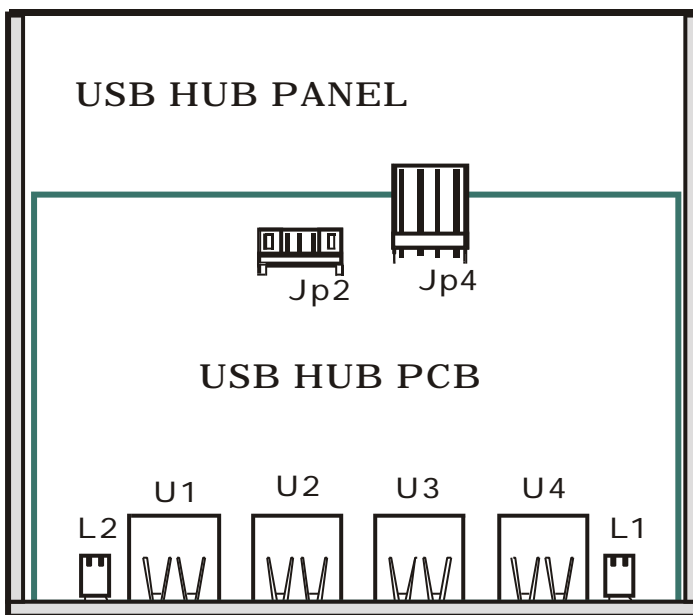 USB HUB PANEL
Jp2
Jp4
USB HUB PCB
U1 U2 U3 U4
L2 L1